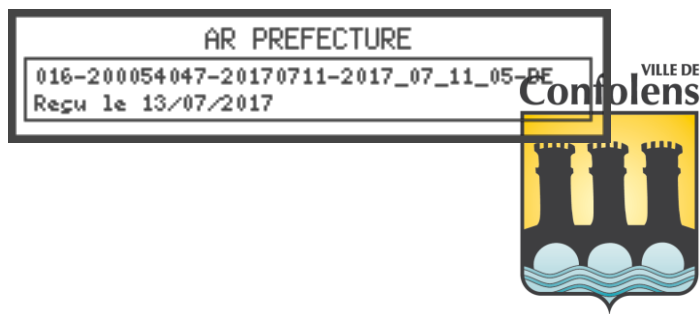 AR PREFECTURE
016-200054047-20170711-2017_07_11_05-DE
Reçu le 13/07/2017
VILLE DE
Confolens